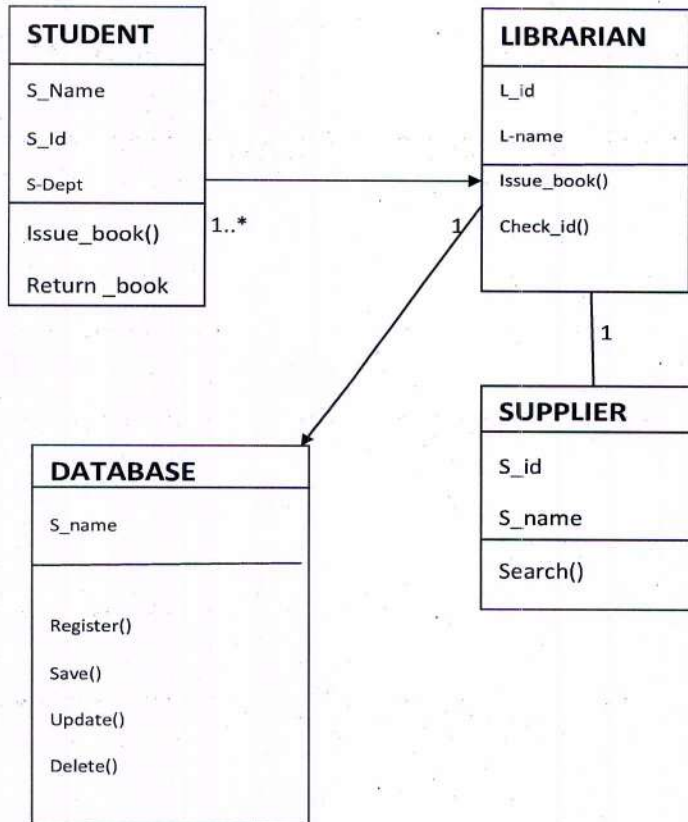 STUDENT
S_Name
S_Id
S-Dept
Issue_book()
Return _book
1..*
1
LIBRARIAN
L_id
L-name
Issue_book()
Check_id()
1
SUPPLIER
S_id
S_name
Search()
DATABASE
S_name
Register()
Save()
Update()
Delete()